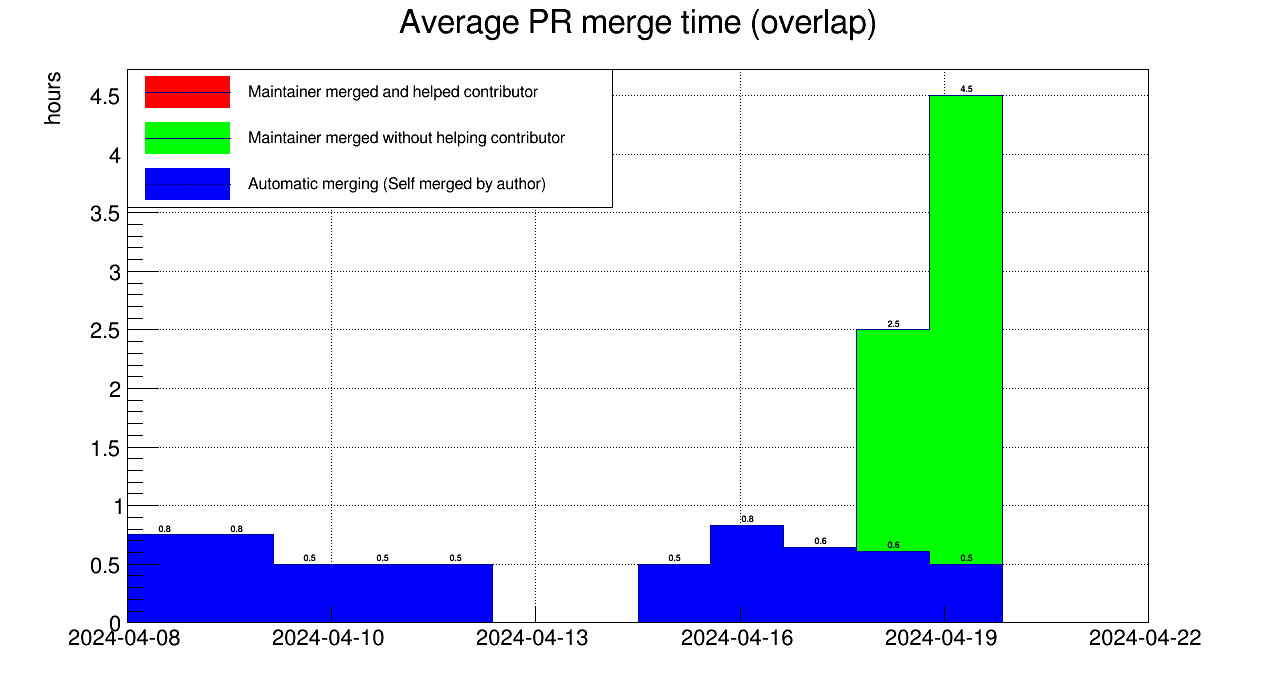 Average PR merge time (overlap)
hours
Maintainer merged and helped contributor
Maintainer merged without helping contributor
Automatic merging (Self merged by author)
4.5
4
3.5
3
2.5
2
1.5
1
0.5
0
0.8 0.8 0.5 0.5 0.5 0.5 0.8 0.6 0.6 0.5
2.5 4.5
2024-04-08 2024-04-10 2024-04-13 2024-04-16 2024-04-19 2024-04-22